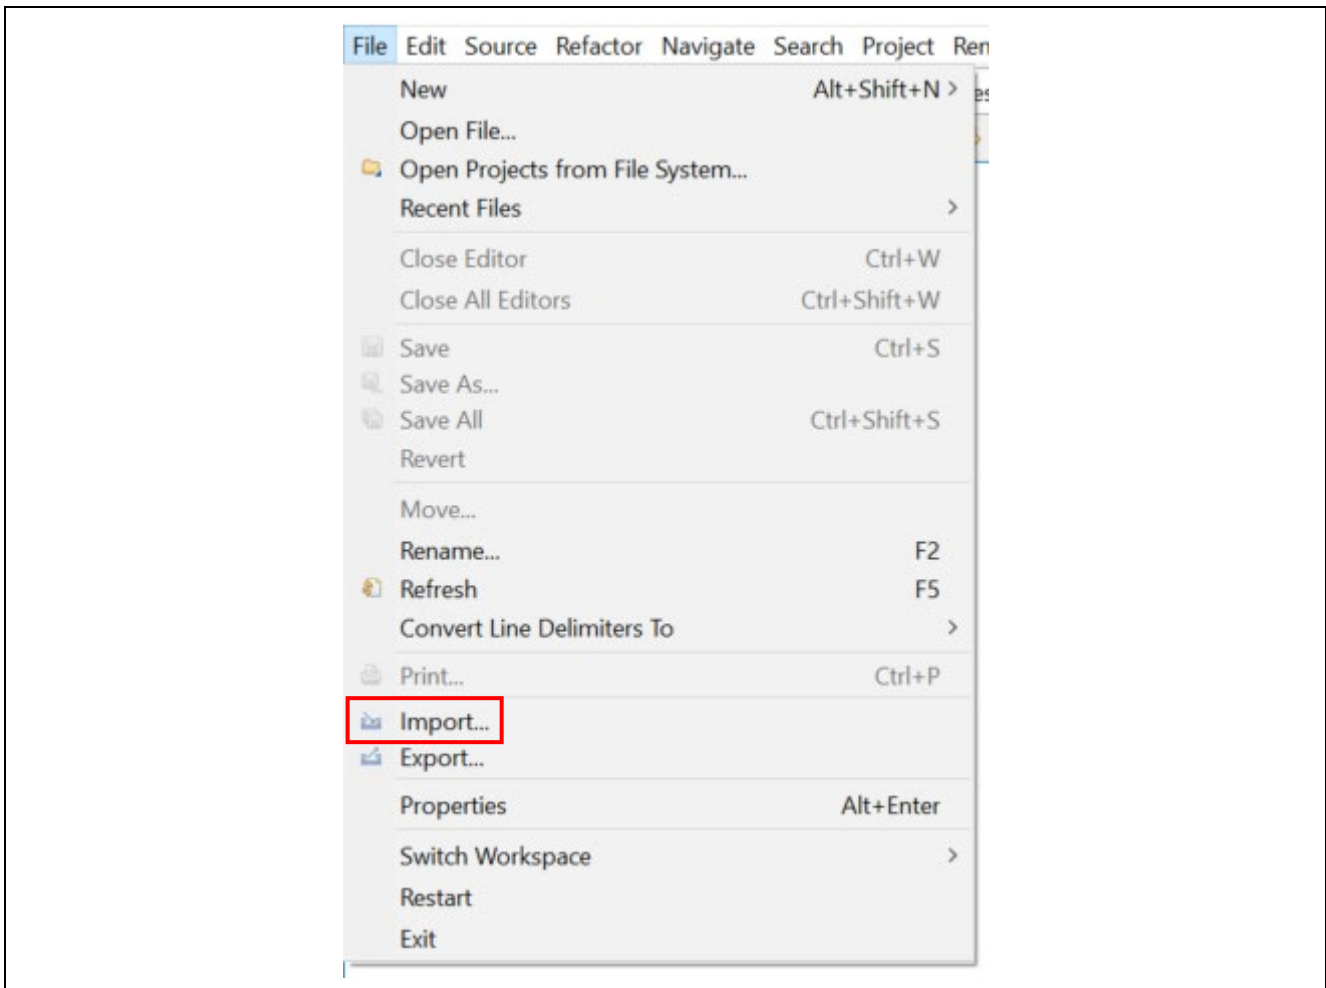 File Edit Source Refactor Navigate Search Project
New Alt+Shift+N >
Open File...
Open Projects from File System...
Recent Files >
Close Editor Ctrl+W
Close All Editors Ctrl+Shift+W
Save Ctrl+S
Save As...
Save All Ctrl+Shift+S
Revert
Move...
Rename... F2
Refresh F5
Convert Line Delimiters To >
Print... Ctrl+P
Import...
Export...
Properties Alt+Enter
Switch Workspace >
Restart
Exit